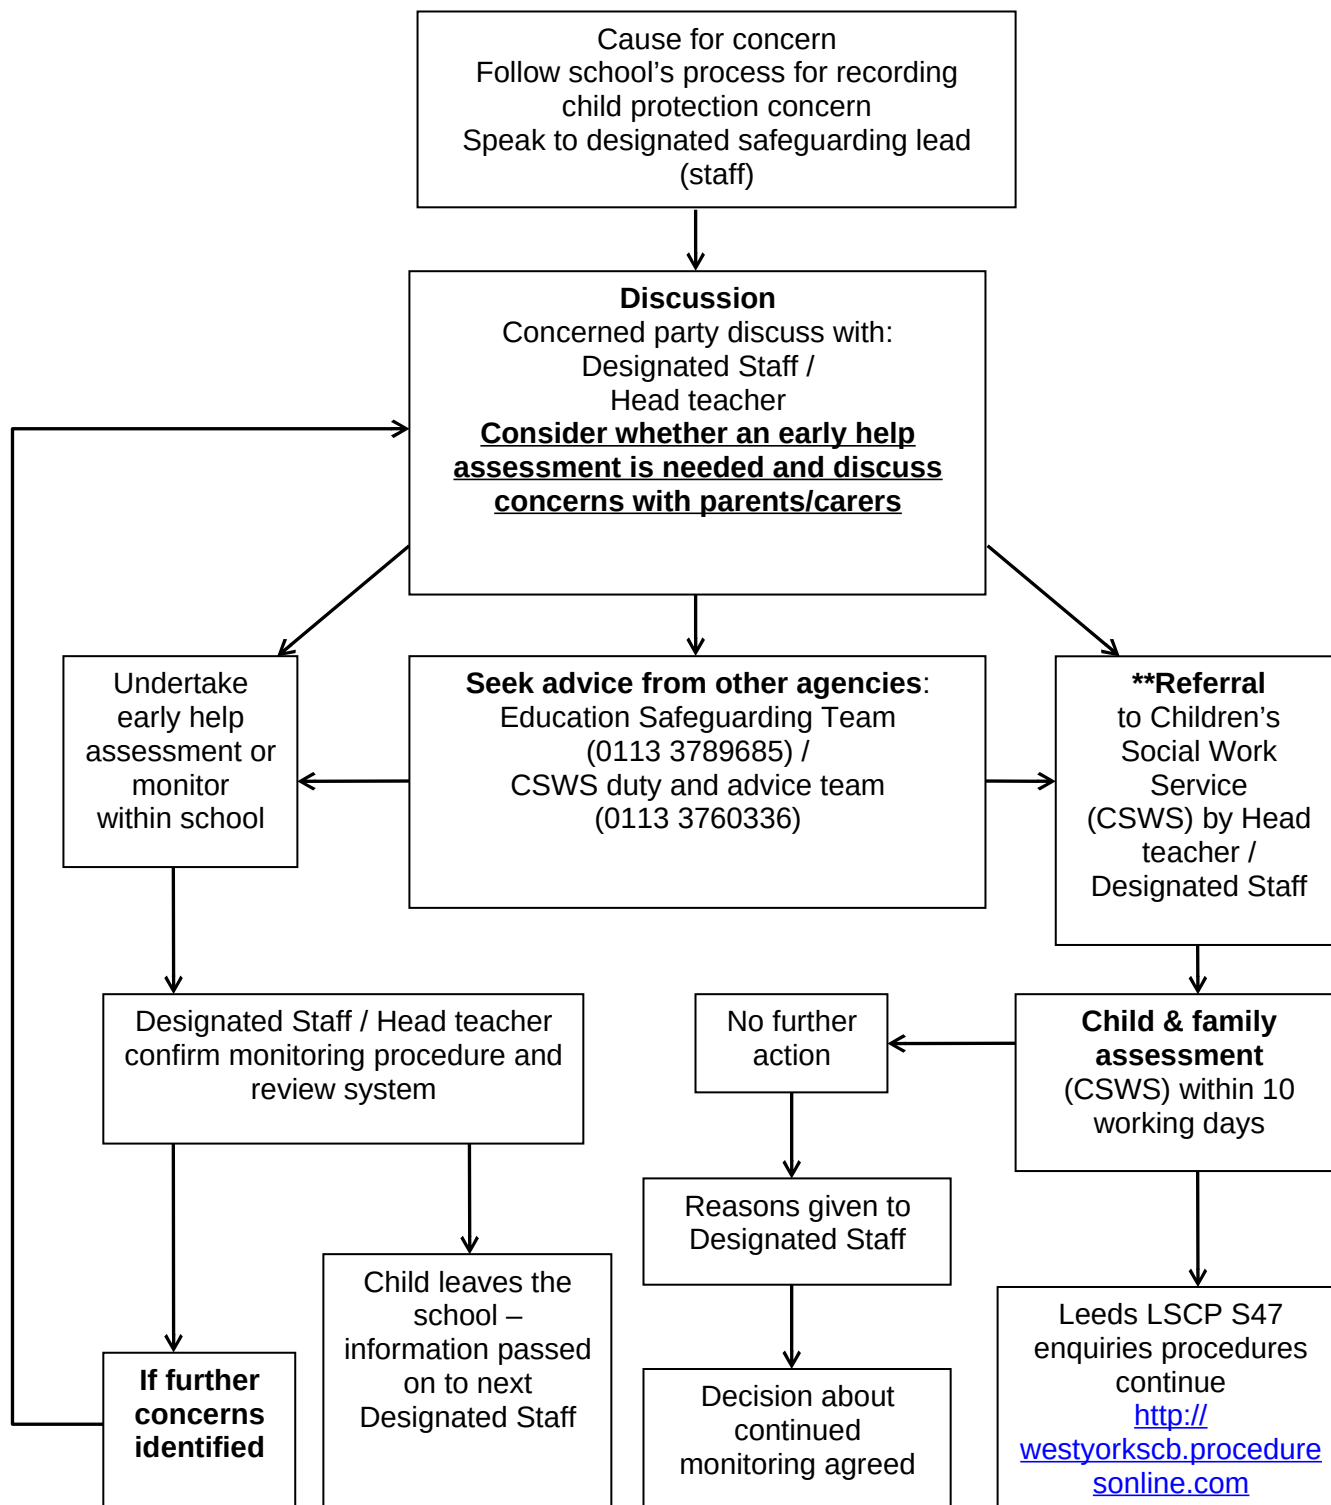 Cause for concern
Follow school’s process for recording
child protection concern
Speak to designated safeguarding lead
(staff)
Discussion
Concerned party discuss with:
Designated Staff /
Head teacher
Consider whether an early help
assessment is needed and discuss
concerns with parents/carers
Undertake
early help
assessment or
monitor
within school
Seek advice from other agencies:
Education Safeguarding Team
(0113 3789685) /
CSWS duty and advice team
(0113 3760336)
**Referral
to Children’s
Social Work
Service
(CSWS) by Head
teacher /
Designated Staff
Designated Staff / Head teacher
confirm monitoring procedure and
review system
No further
action
Child & family
assessment
(CSWS) within 10
working days
Reasons given to
Designated Staff
Child leaves the
school –
information passed
on to next
Designated Staff
Leeds LSCP S47
enquiries procedures
continue
http://
westyorkscb.procedure
sonline.com
If further
concerns
identified
Decision about
continued
monitoring agreed